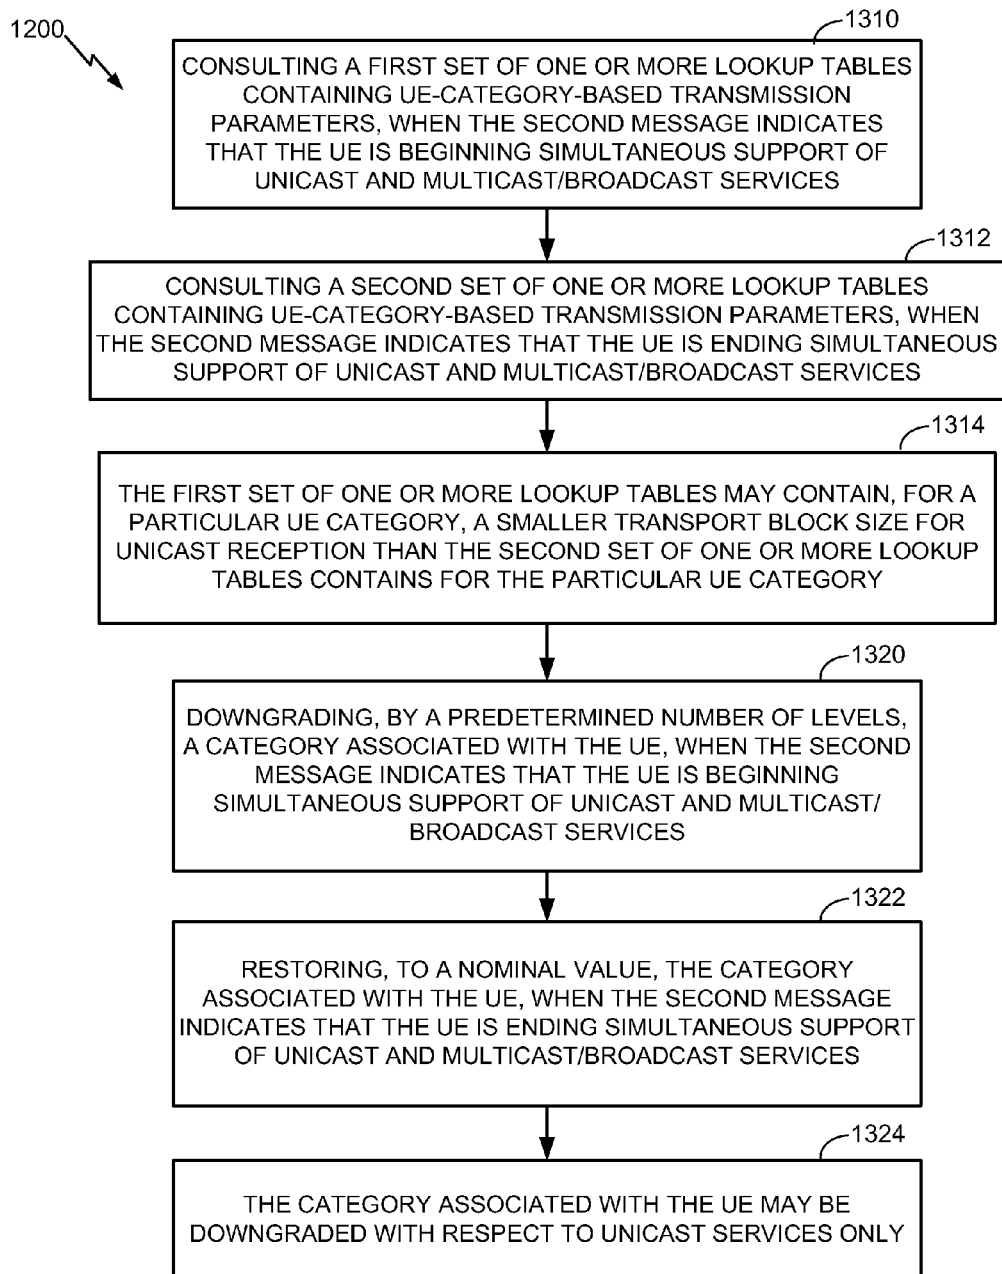 1200
1310
CONSULTING A FIRST SET OF ONE OR MORE LOOKUP TABLES
CONTAINING UE-CATEGORY-BASED TRANSMISSION
PARAMETERS, WHEN THE SECOND MESSAGE INDICATES
THAT THE UE IS BEGINNING SIMULTANEOUS SUPPORT OF
UNICAST AND MULTICAST/BROADCAST SERVICES
1312
CONSULTING A SECOND SET OF ONE OR MORE LOOKUP TABLES
CONTAINING UE-CATEGORY-BASED TRANSMISSION PARAMETERS, WHEN
THE SECOND MESSAGE INDICATES THAT THE UE IS ENDING SIMULTANEOUS
SUPPORT OF UNICAST AND MULTICAST/BROADCAST SERVICES
1314
THE FIRST SET OF ONE OR MORE LOOKUP TABLES MAY CONTAIN, FOR A
PARTICULAR UE CATEGORY, A SMALLER TRANSPORT BLOCK SIZE FOR
UNICAST RECEPTION THAN THE SECOND SET OF ONE OR MORE LOOKUP
TABLES CONTAINS FOR THE PARTICULAR UE CATEGORY
1320
DOWNGRADING, BY A PREDETERMINED NUMBER OF LEVELS,
A CATEGORY ASSOCIATED WITH THE UE, WHEN THE SECOND
MESSAGE INDICATES THAT THE UE IS BEGINNING
SIMULTANEOUS SUPPORT OF UNICAST AND MULTICAST/
BROADCAST SERVICES
1322
RESTORING, TO A NOMINAL VALUE, THE CATEGORY
ASSOCIATED WITH THE UE, WHEN THE SECOND MESSAGE
INDICATES THAT THE UE IS ENDING SIMULTANEOUS SUPPORT
OF UNICAST AND MULTICAST/BROADCAST SERVICES
1324
THE CATEGORY ASSOCIATED WITH THE UE MAY BE
DOWNGRADED WITH RESPECT TO UNICAST SERVICES ONLY